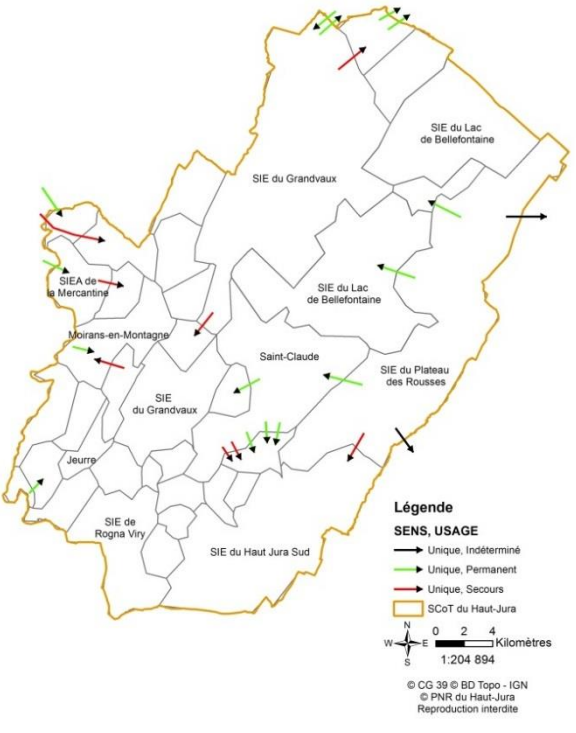 SIE du Lac
de Bellefontaine
SIE du Grandvaux
SIEA de
la Mercantine
SIE du Lac
de Bellefontaine
Moirans-en-Montagne
Saint-Claude
SIE du Plateau
des Rousses
SIE
du Grandvaux
Jeurre
SIE de
Rogna Viry
SIE du Haut Jura Sud
Légende
SENS, USAGE
Unique, Indéterminé
Unique, Permanent
Unique, Secours
SCoT du Haut-Jura
N
W E
S
0 2 4
Kilomètres
1:204 894
© CG 39 © BD Topo - IGN
© PNR du Haut-Jura
Reproduction interdite